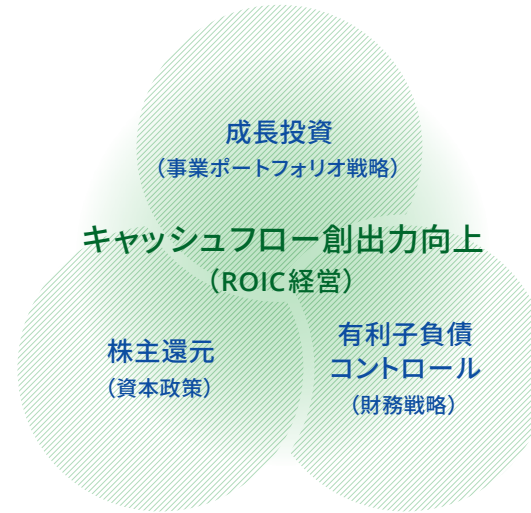 成長投資
（事業ポートフォリオ戦略）
キャッシュフロー創出力向上
（ROIC経営）
株主還元
（資本政策）
有利子負債
コントロール
（財務戦略）